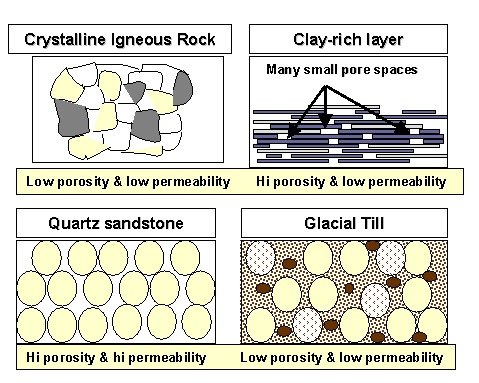 Crystalline Igneous Rock
Clay-rich layer
Many small pore spaces
Low porosity & low permeability
Hi porosity & low permeability
Quartz sandstone
Glacial Till
Hi porosity & hi permeability
Low porosity & low permeability